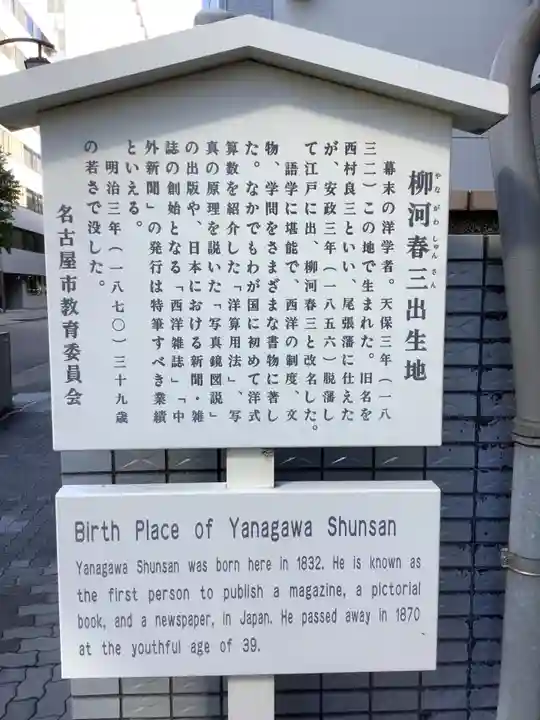 柳河春三出生地
やながわしゅんさん
幕末の洋学者。天保三年(一八
三二)この地で生まれた。旧名を
西村良三といい、尾張藩に仕えた
が、安政三年(一八五六)脱藩し
て江戸に出、柳河春三と改名した。
語学に堪能で、西洋の制度、文
物、学問をさまざまな書物に著し
た。なかでもわが国に初めて洋式
算数を紹介した「洋算用法」、写
真の原理を説いた「写真鏡図説」
の出版や、日本における新聞・雑
誌の創始となる「西洋雑誌」「中
外新聞」の発行は特筆すべき業績
といえる。
明治三年(一八七〇)三十九歳
の若さで没した。
名古屋市教育委員会
Birth Place of Yanagawa Shunsan
Yanagawa Shunsan was born here in 1832. He is known as
the first person to publish a magazine, a pictorial
book, and a newspaper, in Japan. He passed away in 1870
at the youthful age of 39.